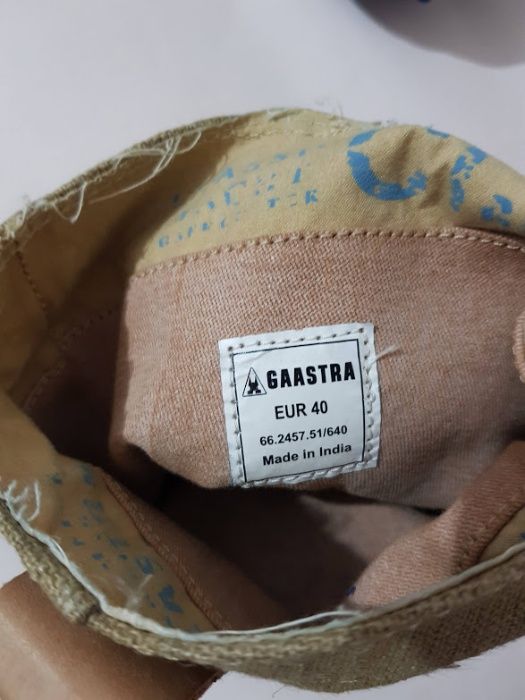 GAASTRA
EUR 40
66.2457.51/640
Made in India